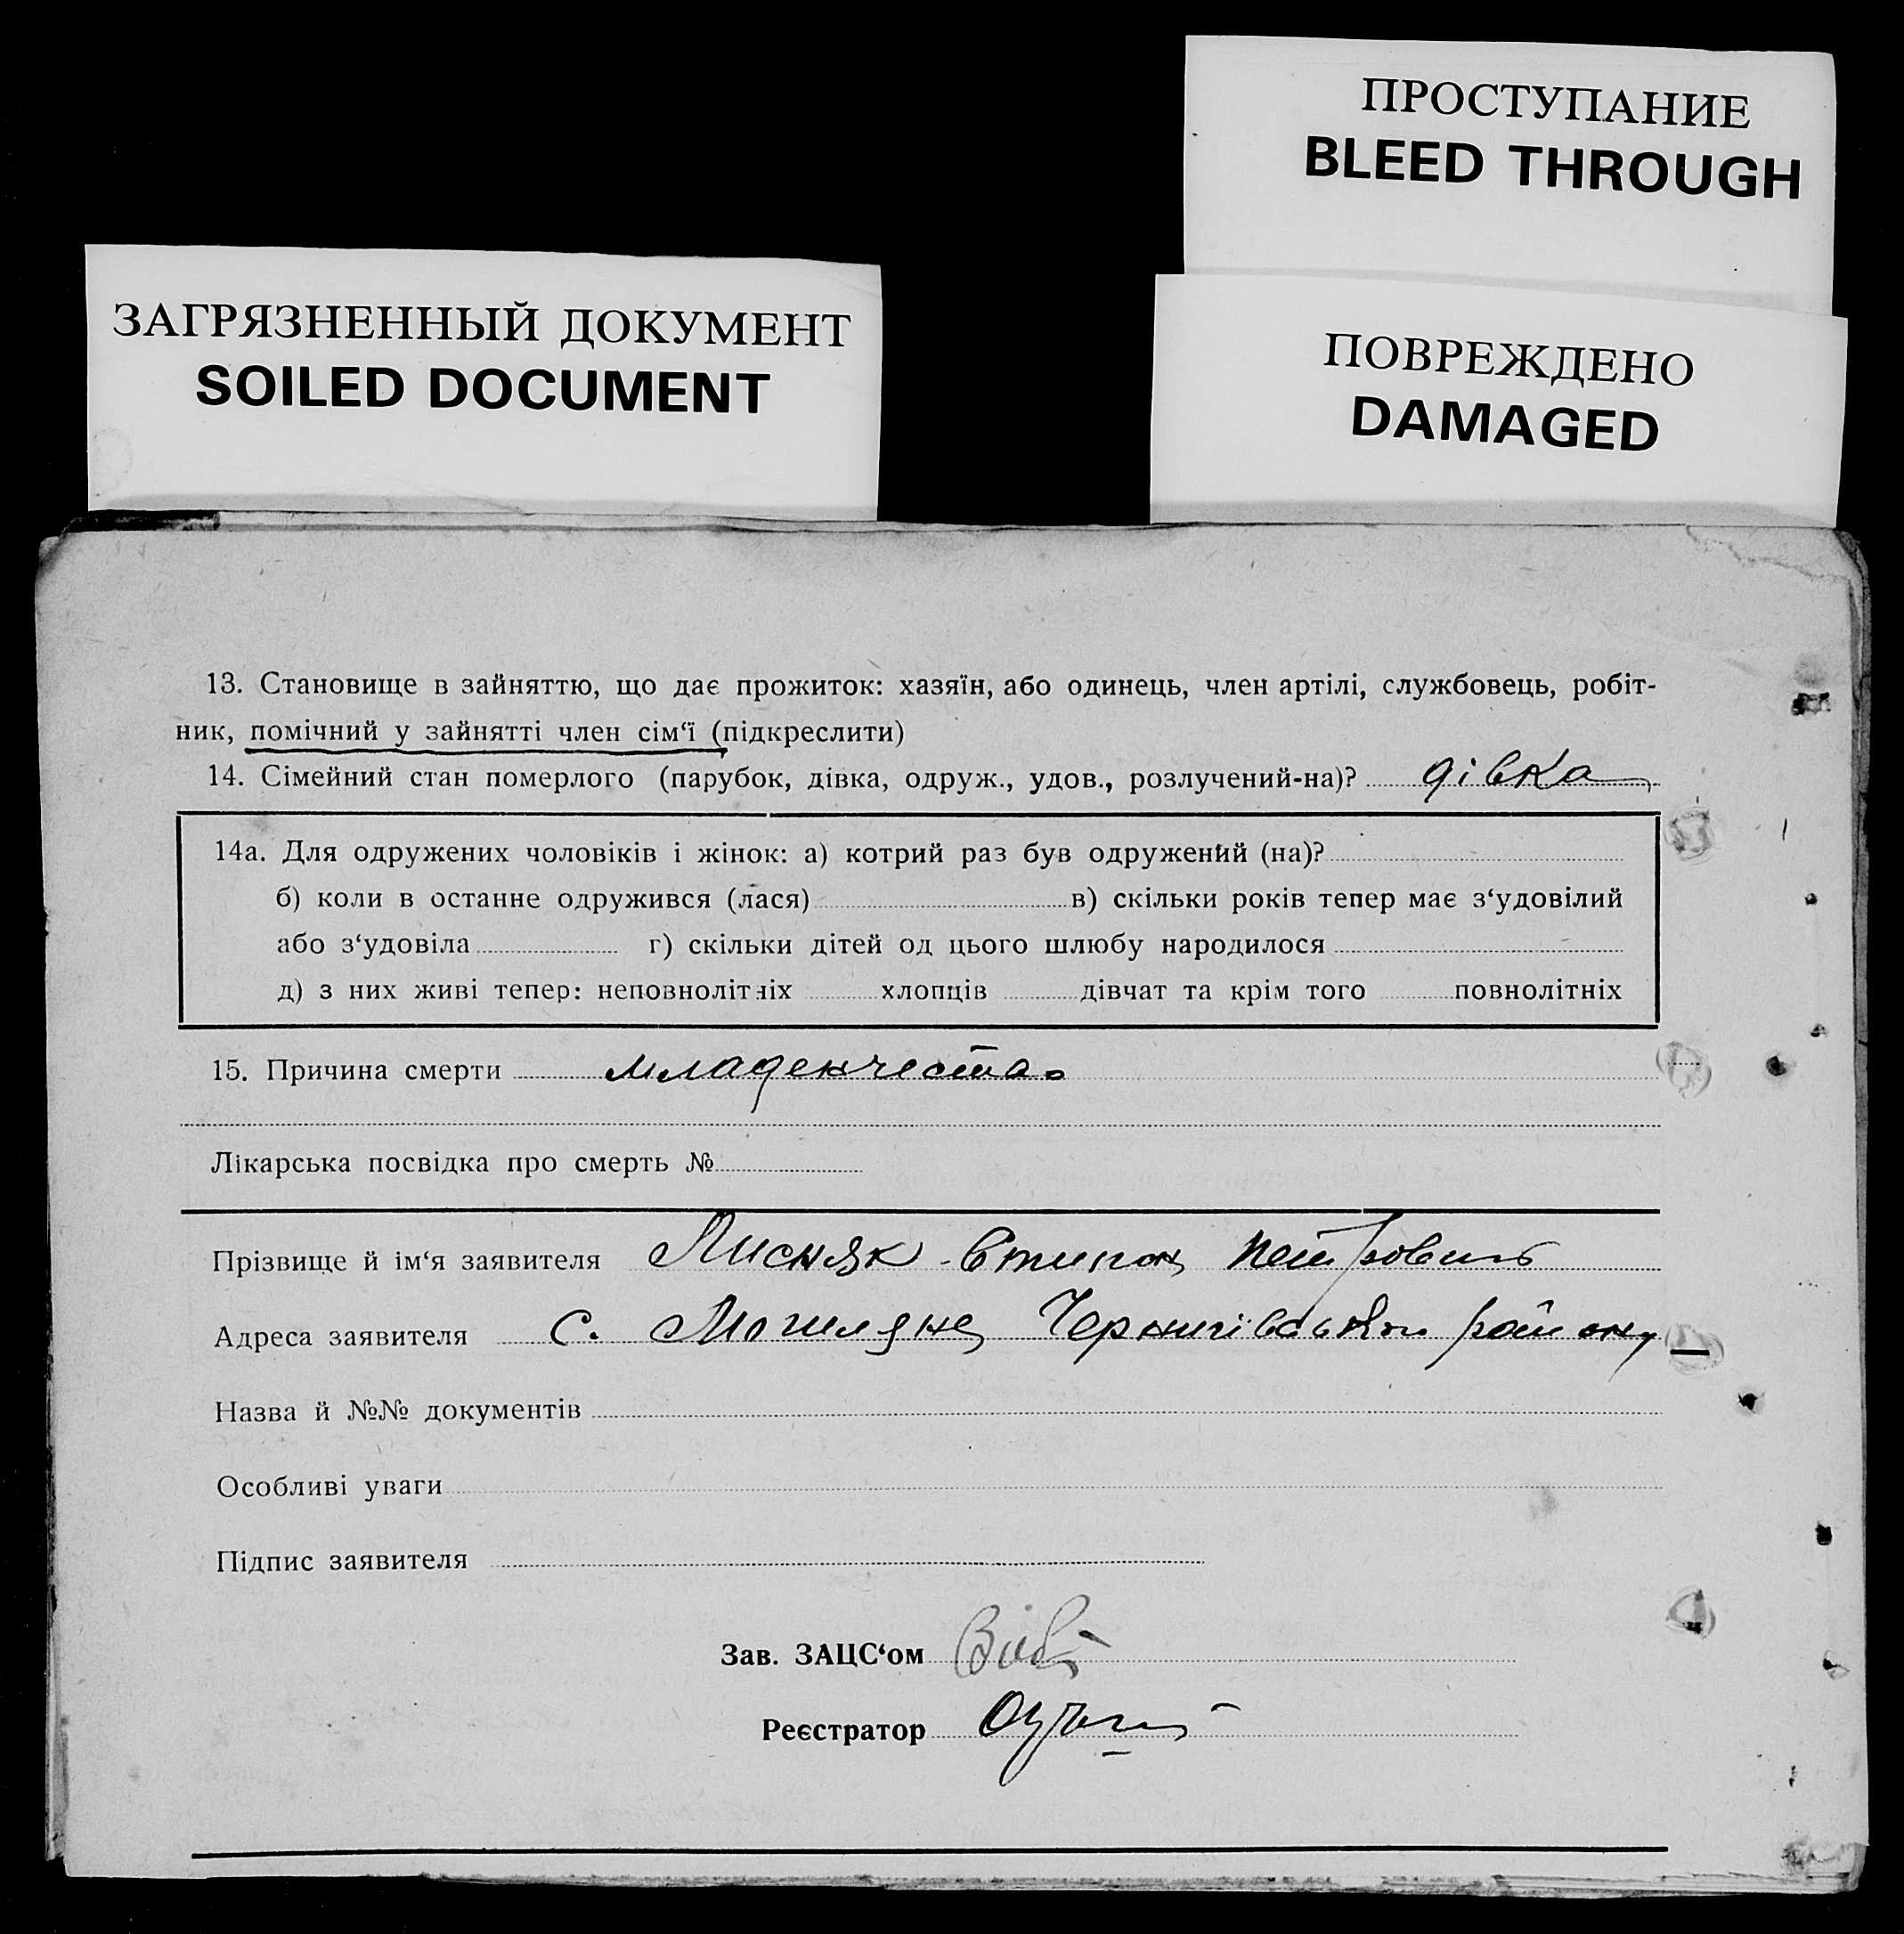 ПРОСТУПАНИЕ
BLEED THROUGH
ЗАГРЯЗНЕННЫЙ ДОКУМЕНТ
SOILED DOCUMENT
ПОВРЕЖДЕНО
DAMAGED
13. Становище в зайняттю, що дає прожиток: хазяїн, або одинець, член артілі, службовець, робіт-
ник, помічний у зайнятті член сім‘ї (підкреслити)
14. Сімейний стан померлого (парубок, дівка, одруж., удов., розлучений-на)? дівка
14а. Для одружених чоловіків і жінок: а) котрий раз був одружений (на)?
б) коли в останне одружився (лася) в) скільки років тепер має з‘удовілий
або з‘удовіла г) скільки дітей од цього шлюбу народилося
д) з них живі тепер: неповнолітніх хлопців дівчат та крім того повнолітніх
15. Причина смерти
Лікарська посвідка про смерть №
Прізвище й ім‘я заявителя Лисняк Петрович
Адреса заявителя с. Могиляне району
Назва й №№ документів
Особливі уваги
Підпис заявителя
Зав. ЗАЦС‘ом
Реєстратор